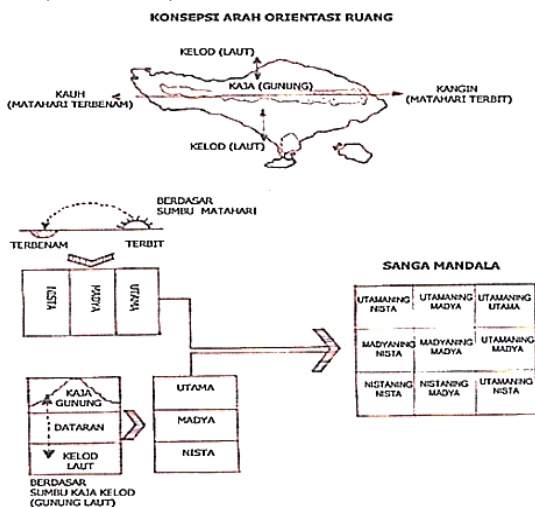 KONSEPSI ARAH ORIENTASI RUANG
KELOD (LAUT)
KAUH
(MATAHARI TERBENAM)
KAJA (GUNUNG)
KANGIN
(MATAHARI TERBIT)
KELOD (LAUT)
BERDASAR
SUMBU MATAHARI
TERBENAM
TERBIT
NISTA
MADYA
UTAMA
SANGA MANDALA
UTAMANING
NISTA
UTAMANING
MADYA
UTAMANING
UTAMA
MADYANING
NISTA
MADYANING
MADYA
UTAMANING
MADYA
NISTANING
NISTA
NISTANING
MADYA
UTAMANING
NISTA
KAJA
GUNUNG
DATARAN
KELOD
LAUT
UTAMA
MADYA
NISTA
BERDASAR
SUMBU KAJA KELOD
(GUNUNG LAUT)